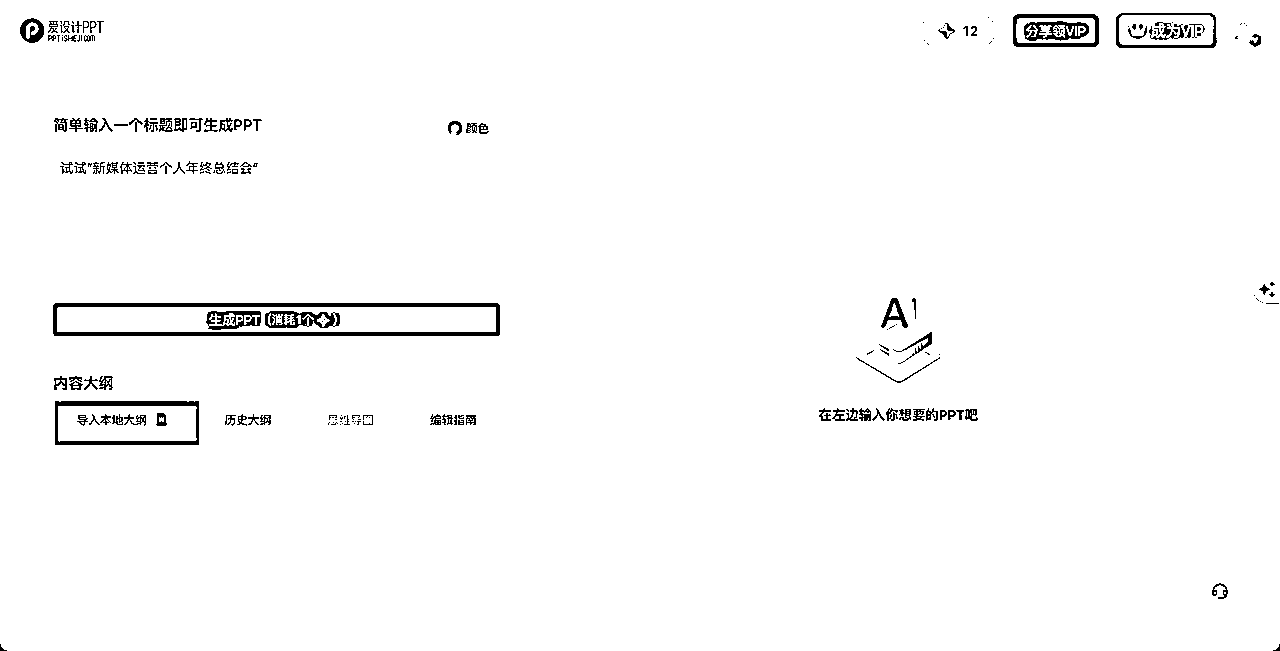 爱设计PPT
PPT.ISHEJI.COM
12
分享领VIP
成为VIP
简单输入一个标题即可生成PPT
颜色
试试"新媒体运营个人年终总结会"
生成PPT (消耗1个)
内容大纲
导入本地大纲
历史大纲
思维导图
编辑指南
AI
在左边输入你想要的PPT吧